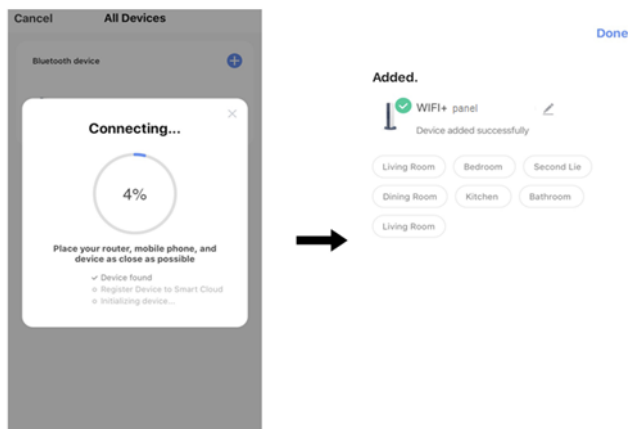 Cancel All Devices
Bluetooth device
Connecting...
4%
Place your router, mobile phone, and
device as close as possible
Device found
Register Device to Smart Cloud
Initializing device...
Done
Added.
WIFI+ panel
Device added successfully
Living Room Bedroom Second Lie
Dining Room Kitchen Bathroom
Living Room